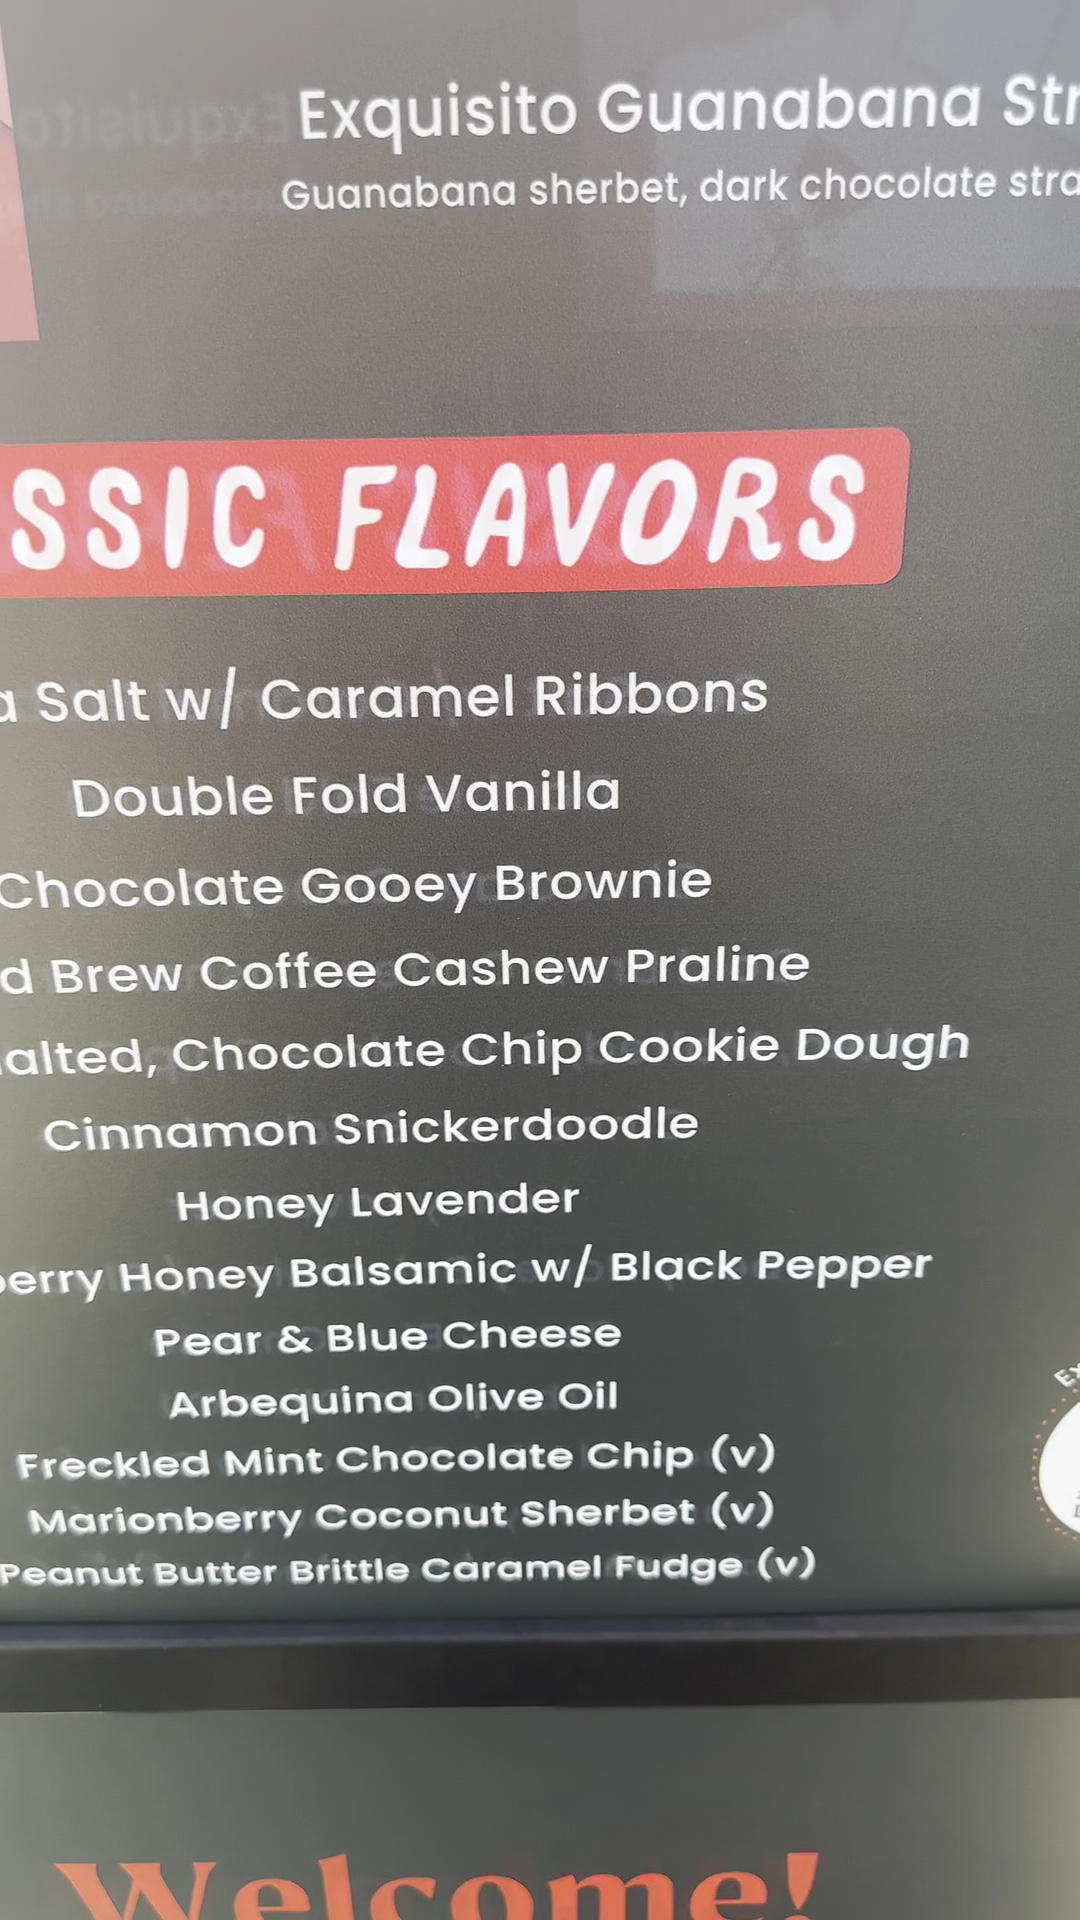 Exquisito Guanabana Str
Guanabana sherbet, dark chocolate stra
SSIC FLAVORS
a Salt w/ Caramel Ribbons
Double Fold Vanilla
Chocolate Gooey Brownie
d Brew Coffee Cashew Praline
alted, Chocolate Chip Cookie Dough
Cinnamon Snickerdoodle
Honey Lavender
berry Honey Balsamic w/ Black Pepper
Pear & Blue Cheese
Arbequina Olive Oil
Freckled Mint Chocolate Chip (v)
Marionberry Coconut Sherbet (v)
Peanut Butter Brittle Caramel Fudge (v)
Welcome!